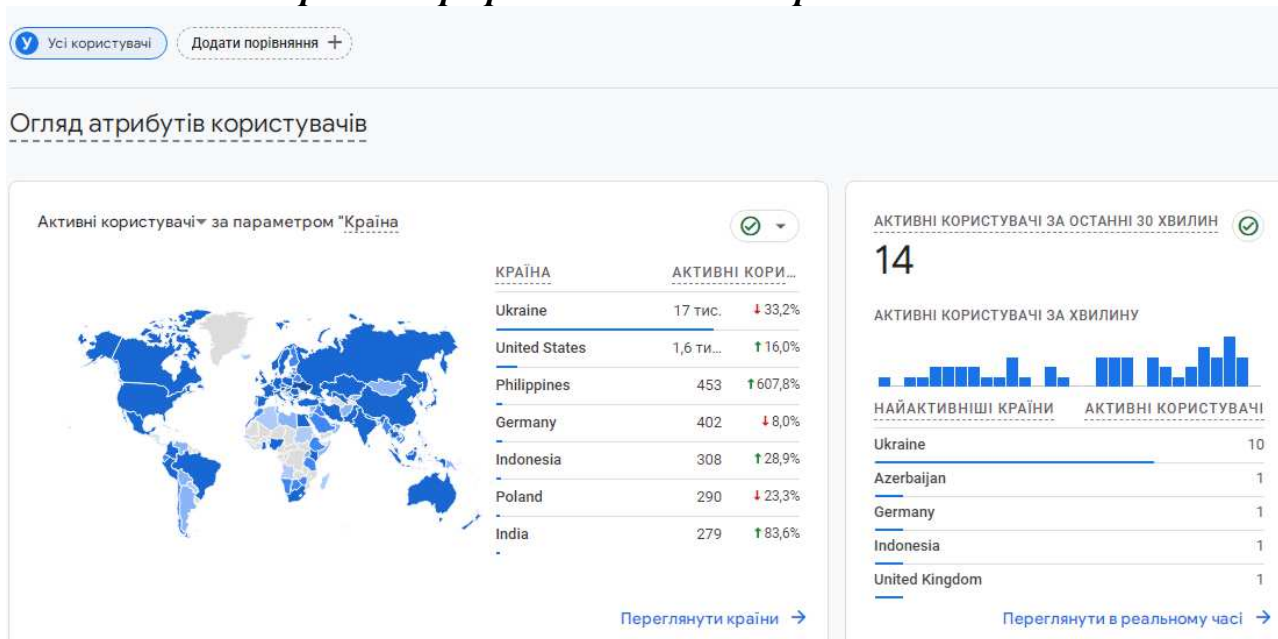 У Усі користувачі
Додати порівняння +
Огляд атрибутів користувачів
Активні користувачі за параметром "Країна
КРАЇНА АКТИВНІ КОРИ...
Ukraine 17 тис. ↓ 33,2%
United States 1,6 ти... ↑ 16,0%
Philippines 453 ↑ 607,8%
Germany 402 ↓ 8,0%
Indonesia 308 ↑ 28,9%
Poland 290 ↓ 23,3%
India 279 ↑ 83,6%
Переглянути країни →
АКТИВНІ КОРИСТУВАЧІ ЗА ОСТАННІ 30 ХВИЛИН
14
АКТИВНІ КОРИСТУВАЧІ ЗА ХВИЛИНУ
НАЙАКТИВНІШІ КРАЇНИ АКТИВНІ КОРИСТУВАЧІ
Ukraine 10
Azerbaijan 1
Germany 1
Indonesia 1
United Kingdom 1
Переглянути в реальному часі →